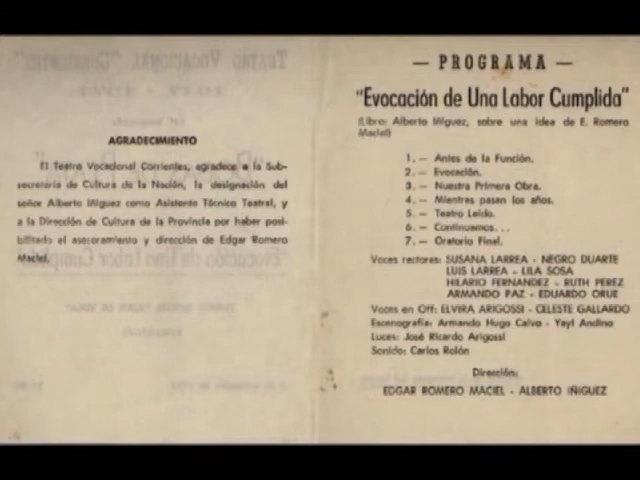 AGRADECIMIENTO
El Teatro Vocacional Corrientes, agradece a la Sub-
secretaría de Cultura de la Nación, la designación del
señor Alberto Iñiguez como Asistente Técnico Teatral, y
a la Dirección de Cultura de la Provincia por haber posi-
bilitado el asesoramiento y dirección de Edgar Romero
Maciel.
— PROGRAMA —
"Evocación de Una Labor Cumplida"
(Libro: Alberto Iñiguez, sobre una idea de E. Romero
Maciel)
1.— Antes de la Función.
2.— Evocación.
3.— Nuestra Primera Obra.
4.— Mientras pasan los años.
5.— Teatro Leído.
6.— Continuamos...
7.— Oratorio Final.
Voces rectoras: SUSANA LARREA - NEGRO DUARTE
LUIS LARREA - LILA SOSA
HILARIO FERNANDEZ - RUTH PEREZ
ARMANDO PAZ - EDUARDO ORUE
Voces en Off: ELVIRA ARIGOSSI - CELESTE GALLARDO
Escenografía: Armando Hugo Calvo - Yayi Andino
Luces: José Ricardo Arigossi
Sonido: Carlos Rolón
Dirección:
EDGAR ROMERO MACIEL - ALBERTO IÑIGUEZ